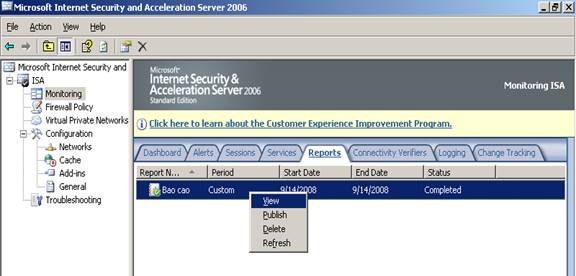 Microsoft Internet Security and Acceleration Server 2006
File Action View Help
Microsoft Internet Security and
ISA
Monitoring
Firewall Policy
Virtual Private Networks
Configuration
Networks
Cache
Add-ins
General
Troubleshooting
Microsoft
Internet Security &
Acceleration Server 2006
Standard Edition
Monitoring ISA
Click here to learn about the Customer Experience Improvement Program.
Dashboard Alerts Sessions Services Reports Connectivity Verifiers Logging Change Tracking
Report N... Period Start Date End Date Status
Bao cao Custom 9/14/2008 9/14/2008 Completed
View
Publish
Delete
Refresh